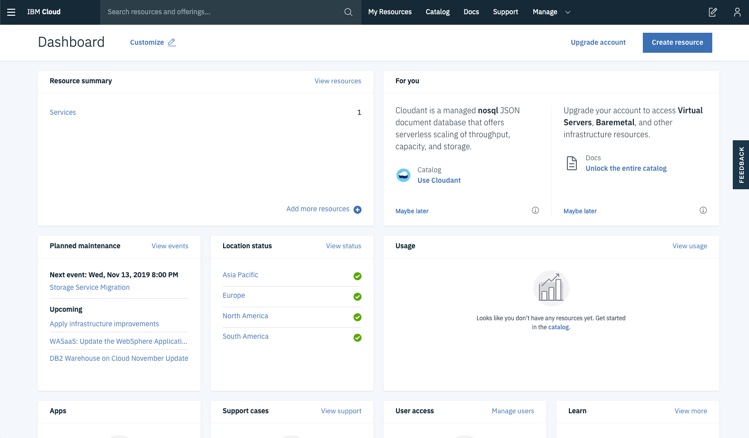 IBM Cloud
Search resources and offerings...
My Resources
Catalog
Docs
Support
Manage
Dashboard
Customize
Upgrade account
Create resource
Resource summary
View resources
Services
1
Add more resources
For you
Cloudant is a managed nosql JSON
document database that offers
serverless scaling of throughput,
capacity, and storage.
Catalog
Use Cloudant
Maybe later
Upgrade your account to access Virtual
Servers, Baremetal, and other
infrastructure resources.
Docs
Unlock the entire catalog
Maybe later
FEEDBACK
Planned maintenance
View events
Next event: Wed, Nov 13, 2019 8:00 PM
Storage Service Migration
Upcoming
Apply infrastructure improvements
WASaaS: Update the WebSphere Applicati...
DB2 Warehouse on Cloud November Update
Location status
View status
Asia Pacific
Europe
North America
South America
Usage
View usage
Looks like you don't have any resources yet. Get started
in the catalog.
Apps
Support cases
View support
User access
Manage users
Learn
View more